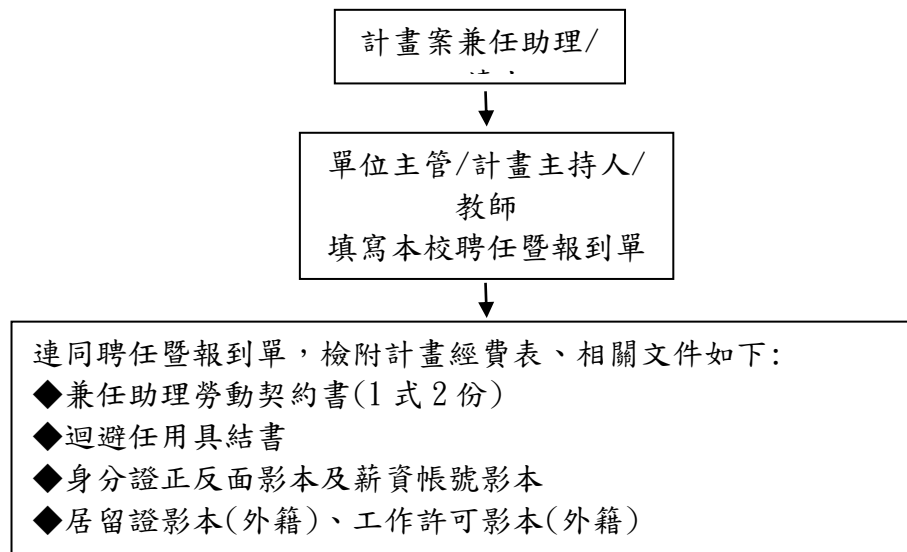 計畫案兼任助理/
單位主管/計畫主持人/
教師
填寫本校聘任暨報到單
連同聘任暨報到單,檢附計畫經費表、相關文件如下:
◆兼任助理勞動契約書(1 式 2 份)
◆迴避任用具結書
◆身分證正反面影本及薪資帳號影本
◆居留證影本(外籍)、工作許可影本(外籍)